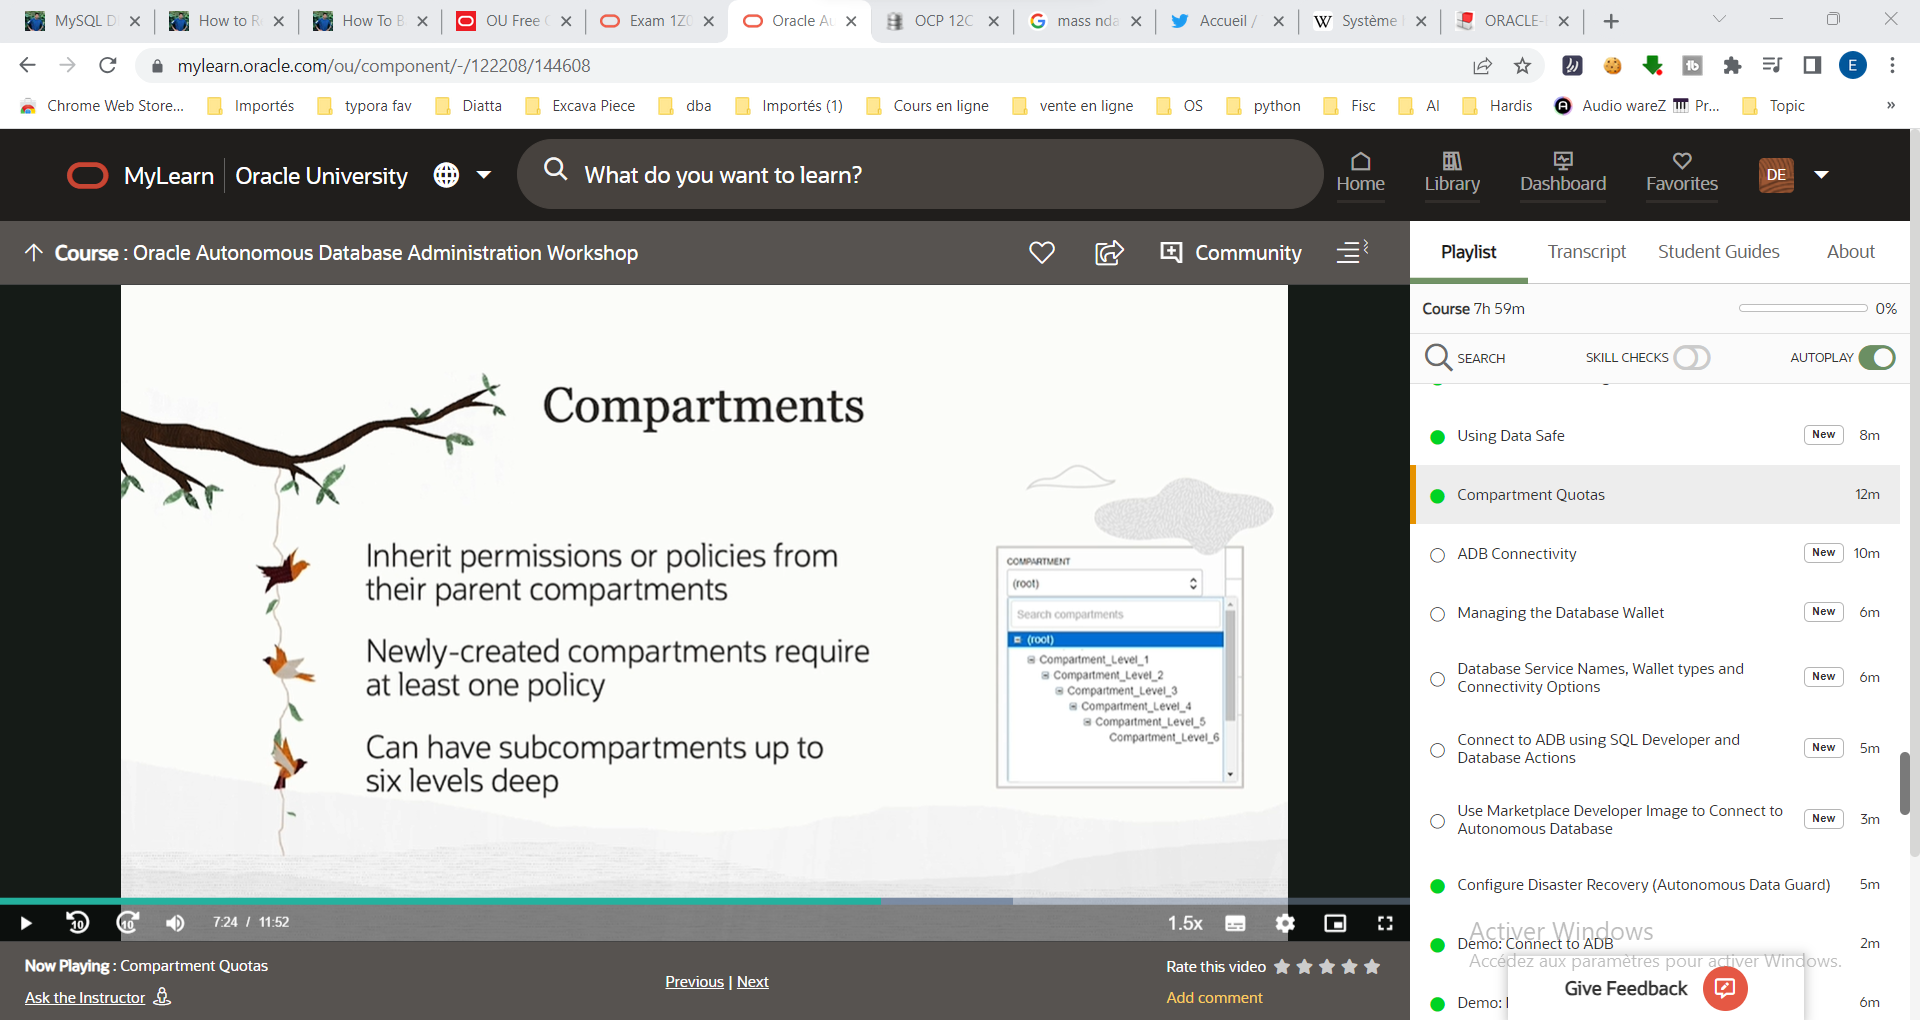 MySQL D
How to R
How To B
OU Free C
Exam 1Z0
Oracle Au
OCP 12C
mass nda
Accueil /
Système
ORACLE-
mylearn.oracle.com/ou/component/-/122208/144608
E
Chrome Web Store...
Importés
typora fav
Diatta
Excava Piece
dba
Importés (1)
Cours en ligne
vente en ligne
OS
python
Fisc
AI
Hardis
Audio wareZ
Pr...
Topic
»
MyLearn
Oracle University
What do you want to learn?
Home
Library
Dashboard
Favorites
DE
Course : Oracle Autonomous Database Administration Workshop
Community
Playlist
Transcript
Student Guides
About
Course 7h 59m
0%
SEARCH
SKILL CHECKS
AUTOPLAY
Compartments
Inherit permissions or policies from
their parent compartments
Newly-created compartments require
at least one policy
Can have subcompartments up to
six levels deep
COMPARTMENT
(root)
Search compartments
(root)
Compartment_Level_1
Compartment_Level_2
Compartment_Level_3
Compartment_Level_4
Compartment_Level_5
Compartment_Level_6
Using Data Safe
New
8m
Compartment Quotas
12m
ADB Connectivity
New
10m
Managing the Database Wallet
New
6m
Database Service Names, Wallet types and
Connectivity Options
New
6m
Connect to ADB using SQL Developer and
Database Actions
New
5m
Use Marketplace Developer Image to Connect to
Autonomous Database
New
3m
Configure Disaster Recovery (Autonomous Data Guard)
5m
Demo: Connect to ADB
2m
Demo:
6m
Activer Windows
Accédez aux paramètres pour activer Windows.
Give Feedback
10
10
7:24 / 11:52
1.5x
Now Playing : Compartment Quotas
Ask the Instructor
Previous | Next
Rate this video
Add comment